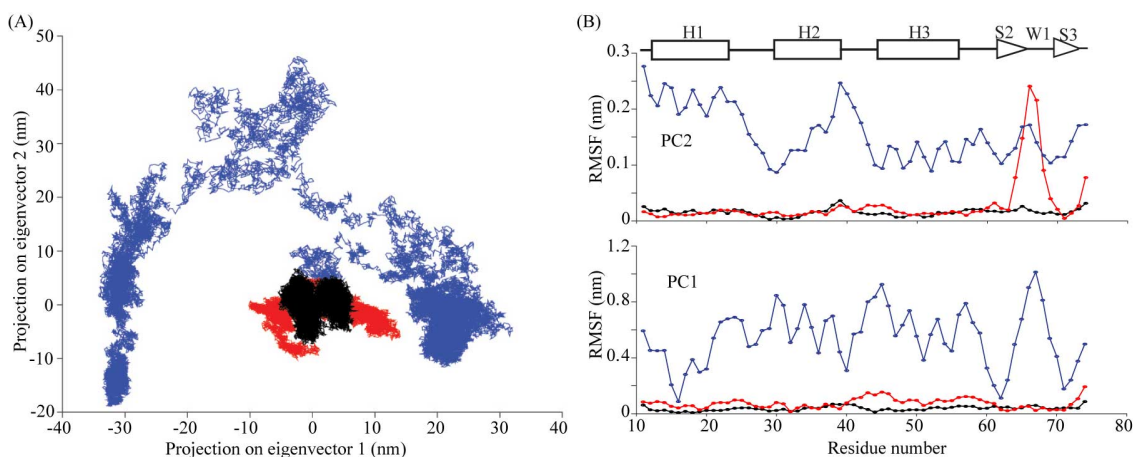 (A)
50
40
30
20
10
0
-10
-20
-40 -30 -20 -10 0 10 20 30 40
Projection on eigenvector 2 (nm)
Projection on eigenvector 1 (nm)
(B)
H1 H2 H3 S2 W1 S3
0.3
0.2
0.1
0
RMSF (nm)
PC2
1.2
0.8
0.4
0
RMSF (nm)
PC1
10 20 30 40 50 60 70 80
Residue number